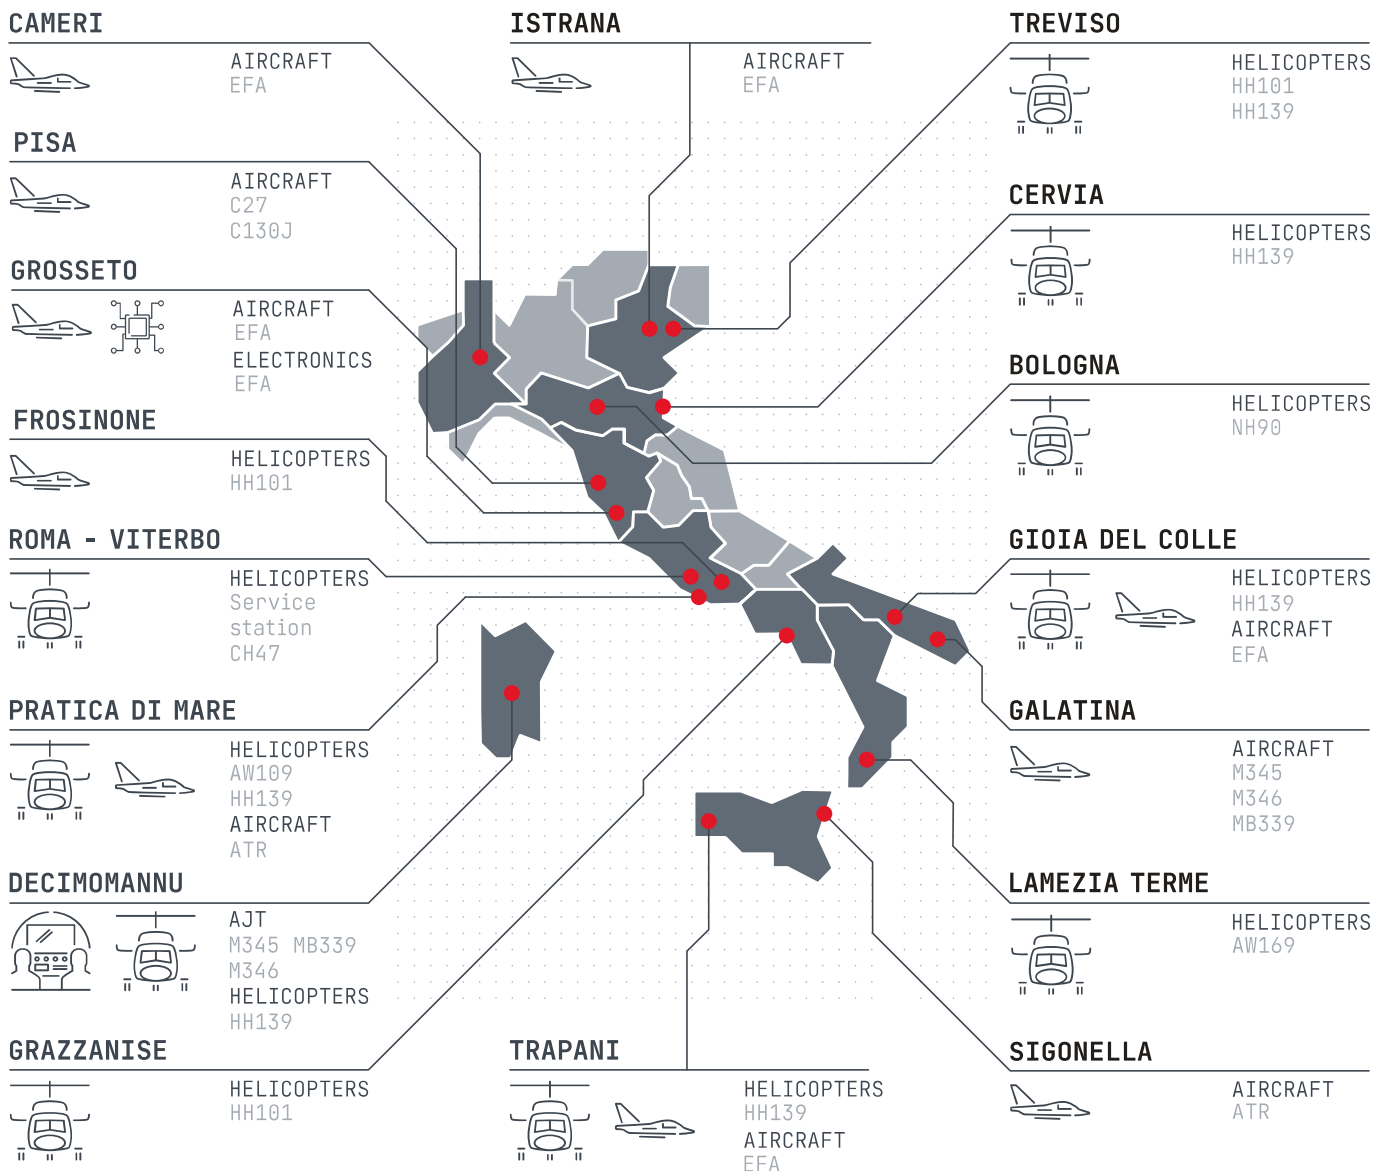 CAMERI
AIRCRAFT
EFA
PISA
AIRCRAFT
C27
C130J
GROSSETO
AIRCRAFT
EFA
ELECTRONICS
EFA
FROSINONE
HELICOPTERS
HH101
ROMA - VITERBO
HELICOPTERS
Service
station
CH47
PRATICA DI MARE
HELICOPTERS
AW109
HH139
AIRCRAFT
ATR
DECIMOMANNU
AJT
M345 MB339
M346
HELICOPTERS
HH139
GRAZZANISE
HELICOPTERS
HH101
ISTRANA
AIRCRAFT
EFA
TRAPANI
HELICOPTERS
HH139
AIRCRAFT
EFA
TREVISO
HELICOPTERS
HH101
HH139
CERVIA
HELICOPTERS
HH139
BOLOGNA
HELICOPTERS
NH90
GIOIA DEL COLLE
HELICOPTERS
HH139
AIRCRAFT
EFA
GALATINA
AIRCRAFT
M345
M346
MB339
LAMEZIA TERME
HELICOPTERS
AW169
SIGONELLA
AIRCRAFT
ATR